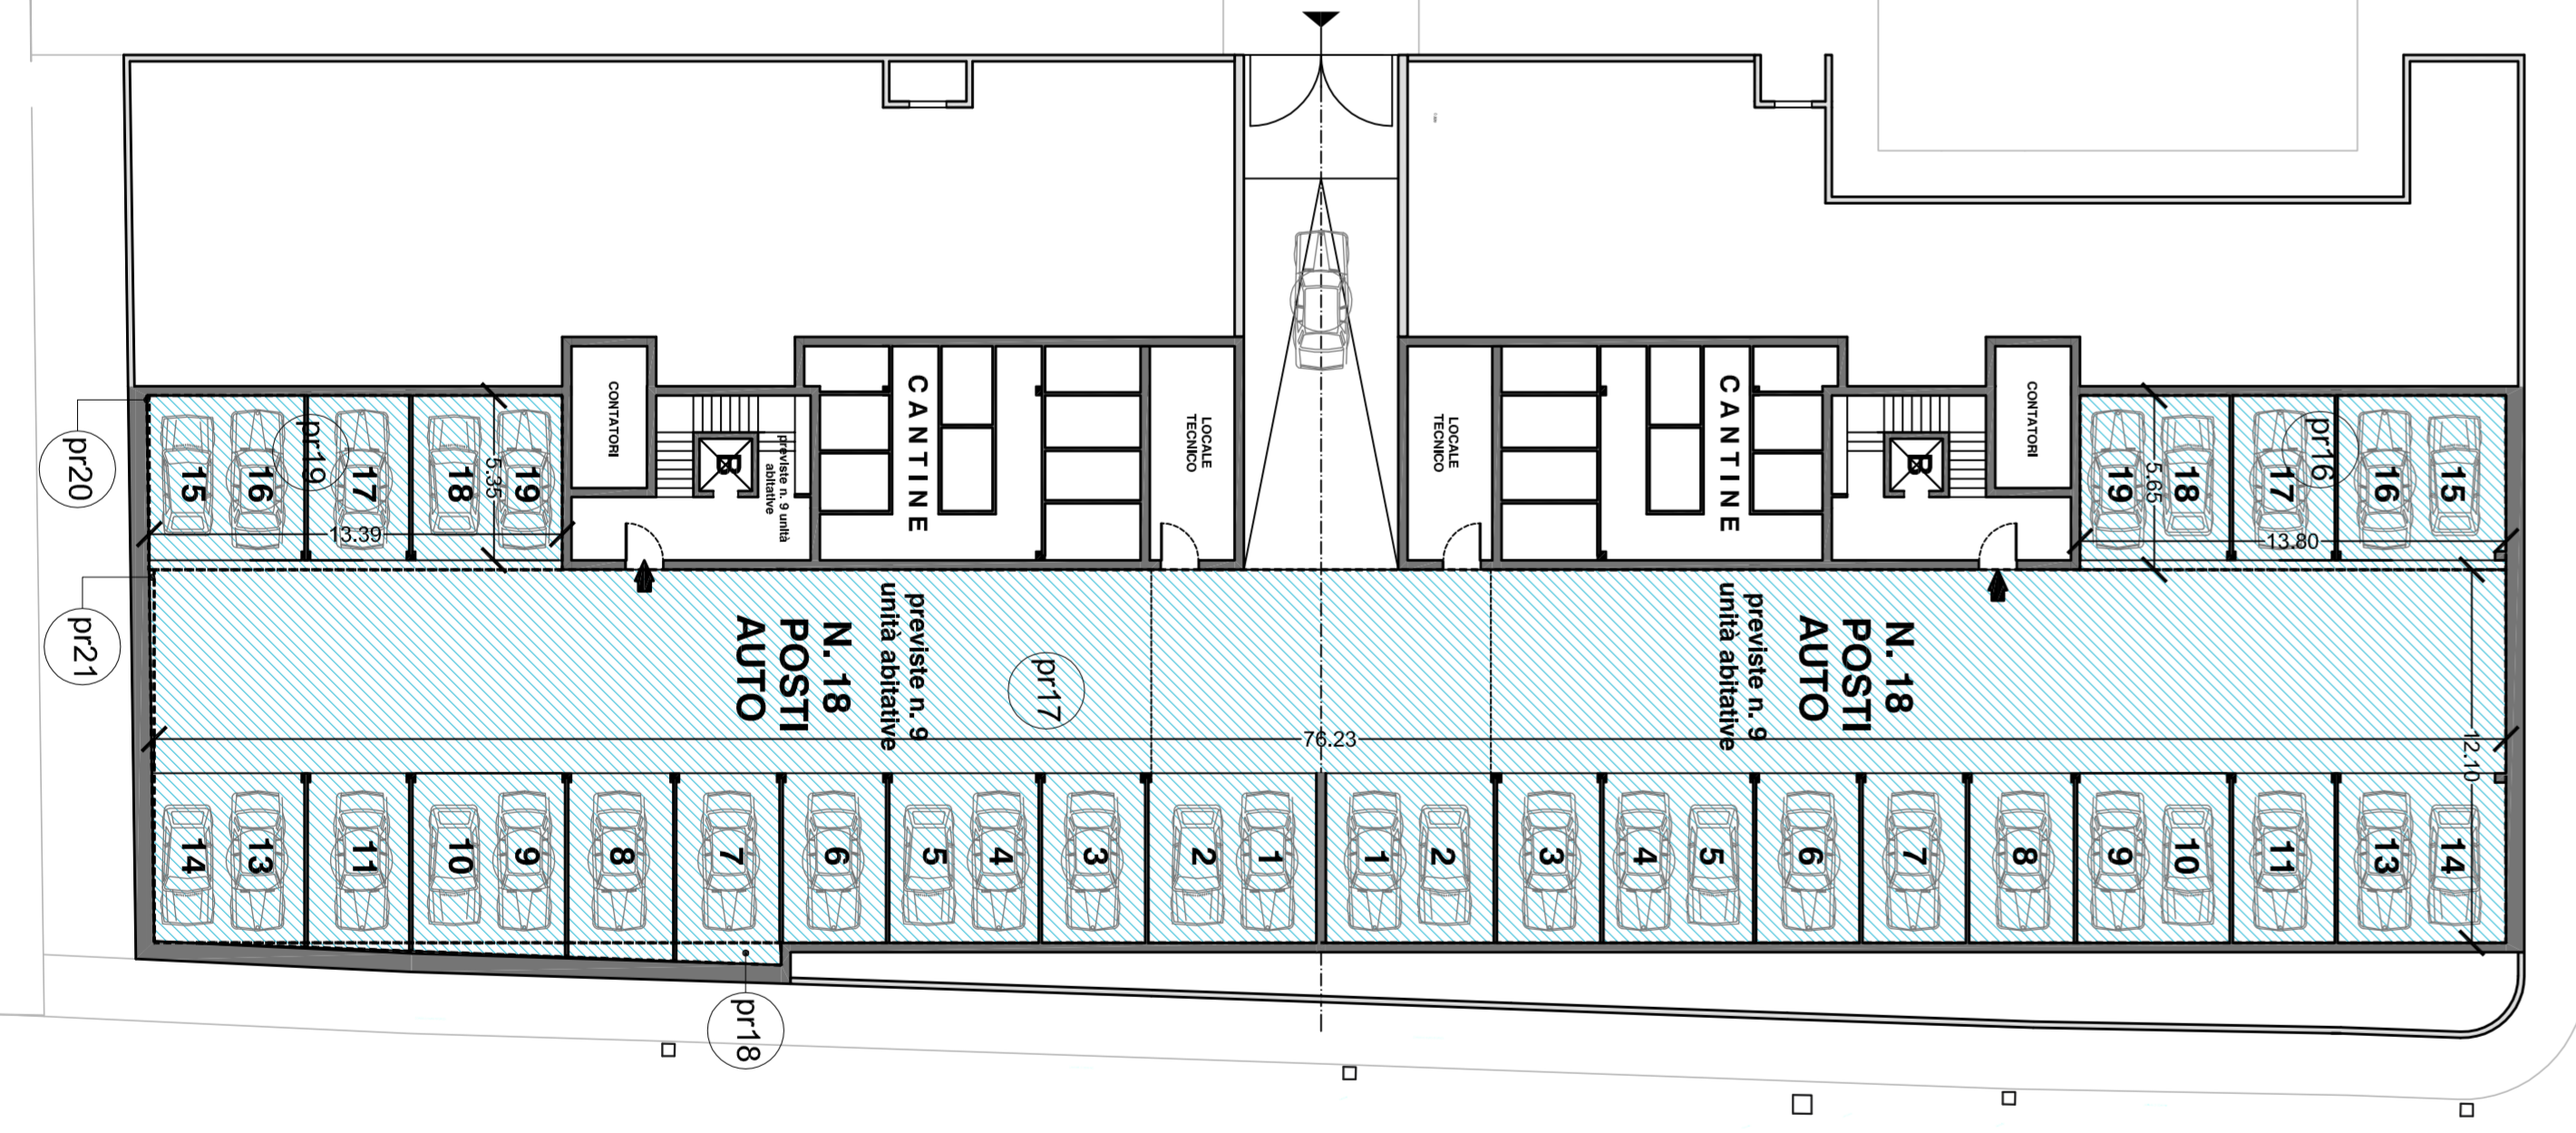 15
16
pr19
17
18
5.35
19
13.39
pr20
pr21
CONTATORI
B
previste n. 9 unità
abitative
CANTINE
LOCALE
TECNICO
LOCALE
TECNICO
CANTINE
B
CONTATORI
19
5.65
18
17
pr16
16
15
13.80
N. 18
POSTI
AUTO
previste n. 9
unità abitative
pr17
N. 18
POSTI
AUTO
previste n. 9
unità abitative
76.23
12.10
14
13
11
10
9
8
7
6
5
4
3
2
1
1
2
3
4
5
6
7
8
9
10
11
13
14
pr18